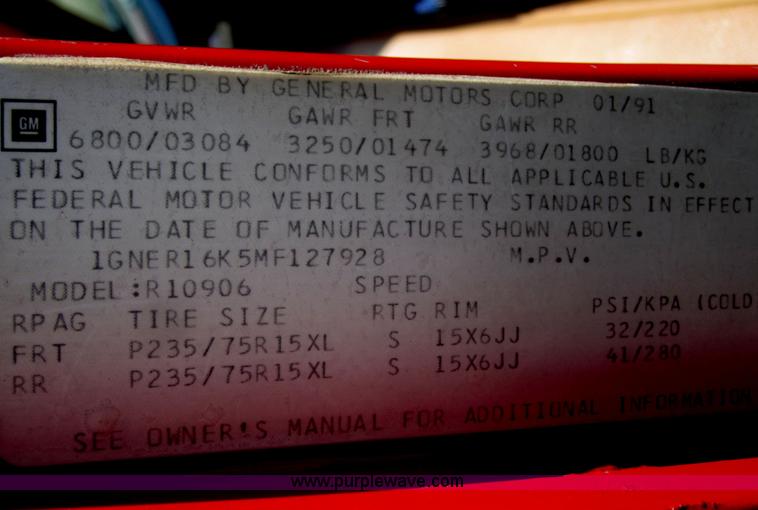 MFD BY GENERAL MOTORS CORP 01/91
GM
GVWR GAWR FRT GAWR RR
6800/03084 3250/01474 3968/01800 LB/KG
THIS VEHICLE CONFORMS TO ALL APPLICABLE U.S.
FEDERAL MOTOR VEHICLE SAFETY STANDARDS IN EFFECT
ON THE DATE OF MANUFACTURE SHOWN ABOVE.
1GNER16K5MF127928 M.P.V.
MODEL:R10906 SPEED
RPAG TIRE SIZE RTG RIM PSI/KPA (COLD
FRT P235/75R15XL S 15X6JJ 32/220
RR P235/75R15XL S 15X6JJ 41/280
SEE OWNER'S MANUAL FOR ADDITIONAL INFORMATION
www.purplewave.com